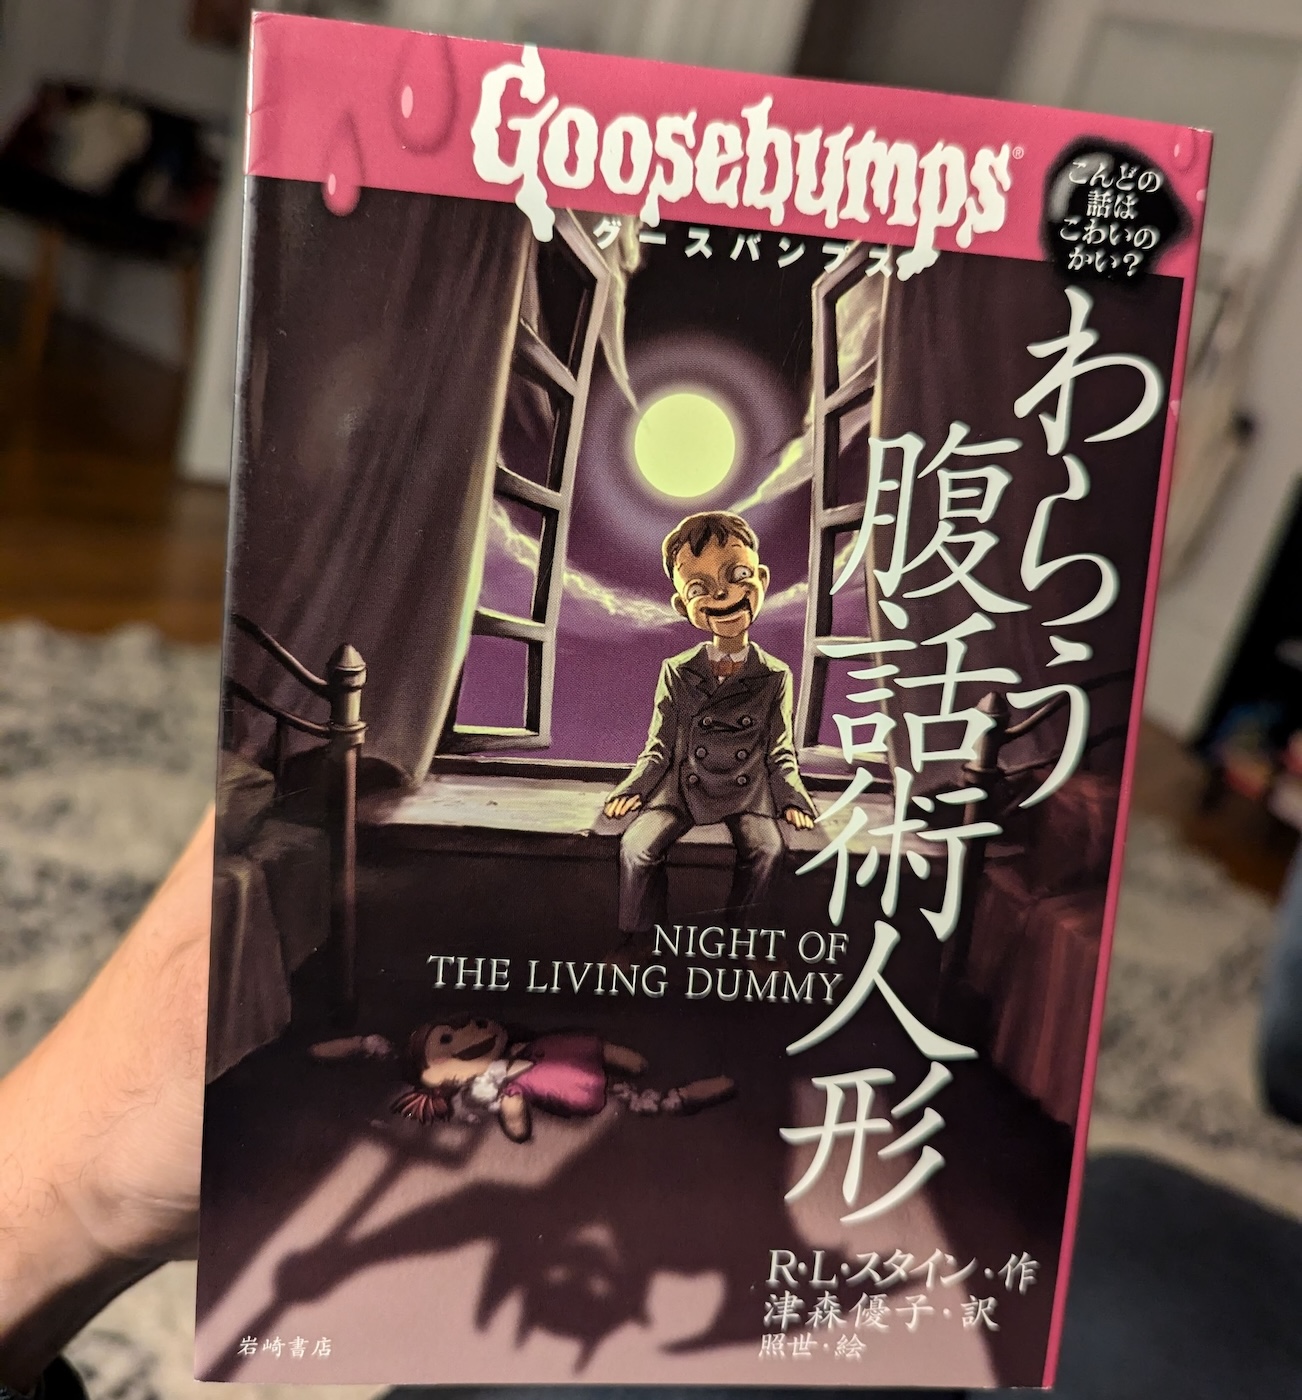 Goosebumps®
グースバンプス
こんどの
話は
こわいの
かい？
わらう
腹話術人形
NIGHT OF
THE LIVING DUMMY
R・L・スタイン・作
津森優子・訳
照世・絵
岩崎書店